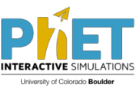 PhET
INTERACTIVE SIMULATIONS
University of Colorado Boulder